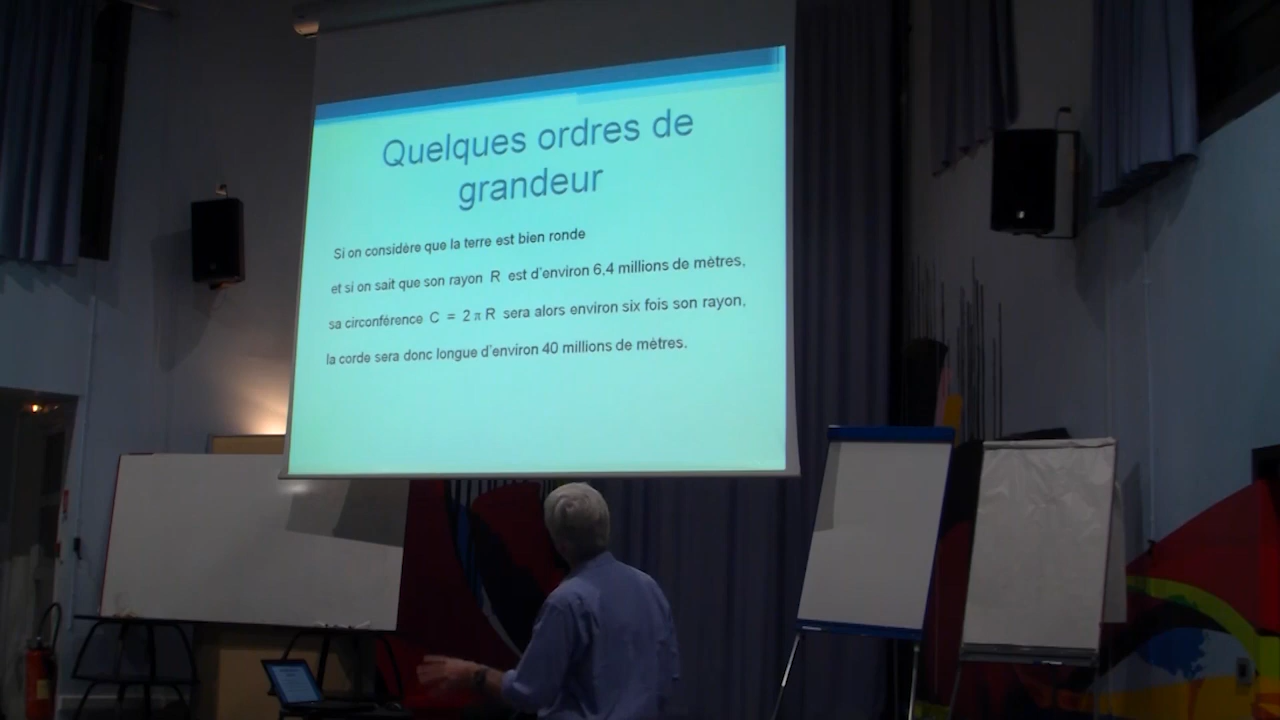 Quelques ordres de
grandeur
Si on considère que la terre est bien ronde
et si on sait que son rayon R est d'environ 6,4 millions de mètres,
sa circonférence C = 2 π R sera alors environ six fois son rayon,
la corde sera donc longue d'environ 40 millions de mètres.